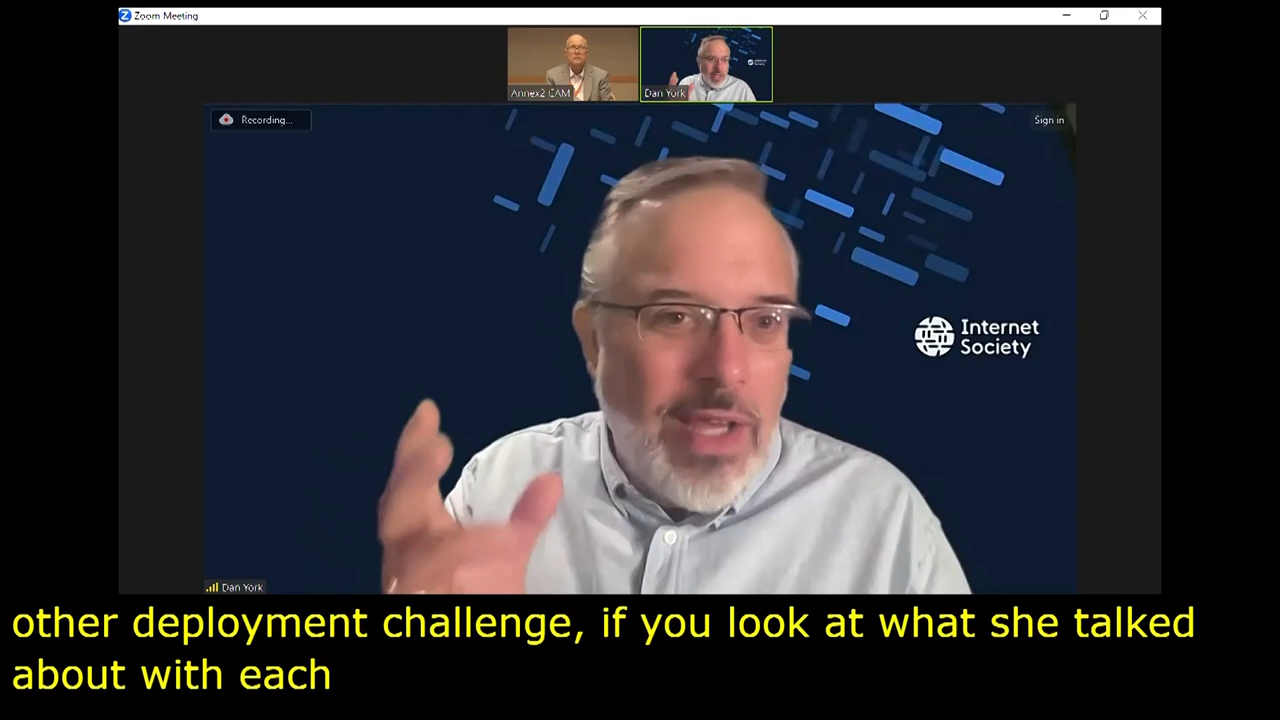 Zoom Meeting
Annex2 CAM
Dan York
Recording...
Sign in
Internet
Society
Dan York
other deployment challenge, if you look at what she talked
about with each